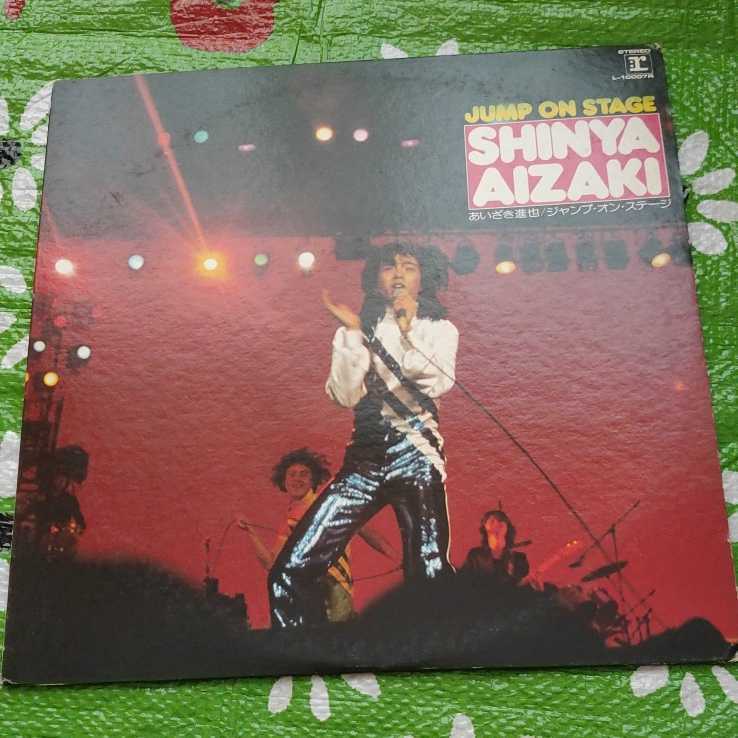 STEREO
r
L-10007R
JUMP ON STAGE
SHINYA
AIZAKI
あいざき進也/ジャンプ・オン・ステージ